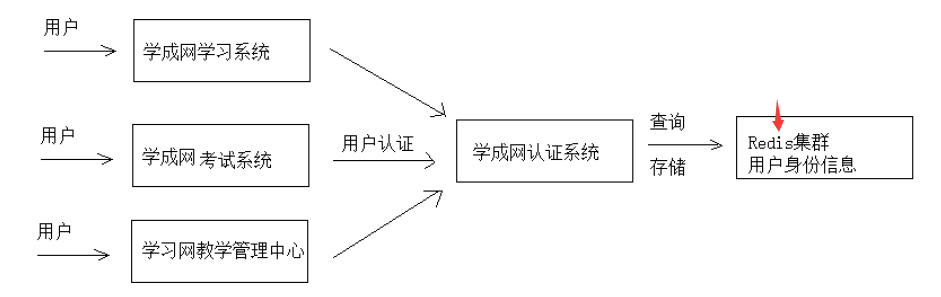 用户
学成网学习系统
用户
学成网考试系统
用户认证
学成网认证系统
查询
存储
Redis集群
用户身份信息
用户
学习网教学管理中心